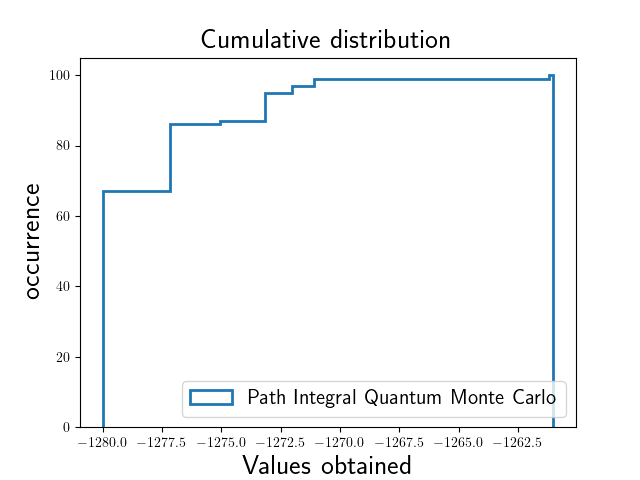 Cumulative distribution
100
80
60
40
20
0
occurrence
Path Integral Quantum Monte Carlo
−1280.0 −1277.5 −1275.0 −1272.5 −1270.0 −1267.5 −1265.0 −1262.5
Values obtained